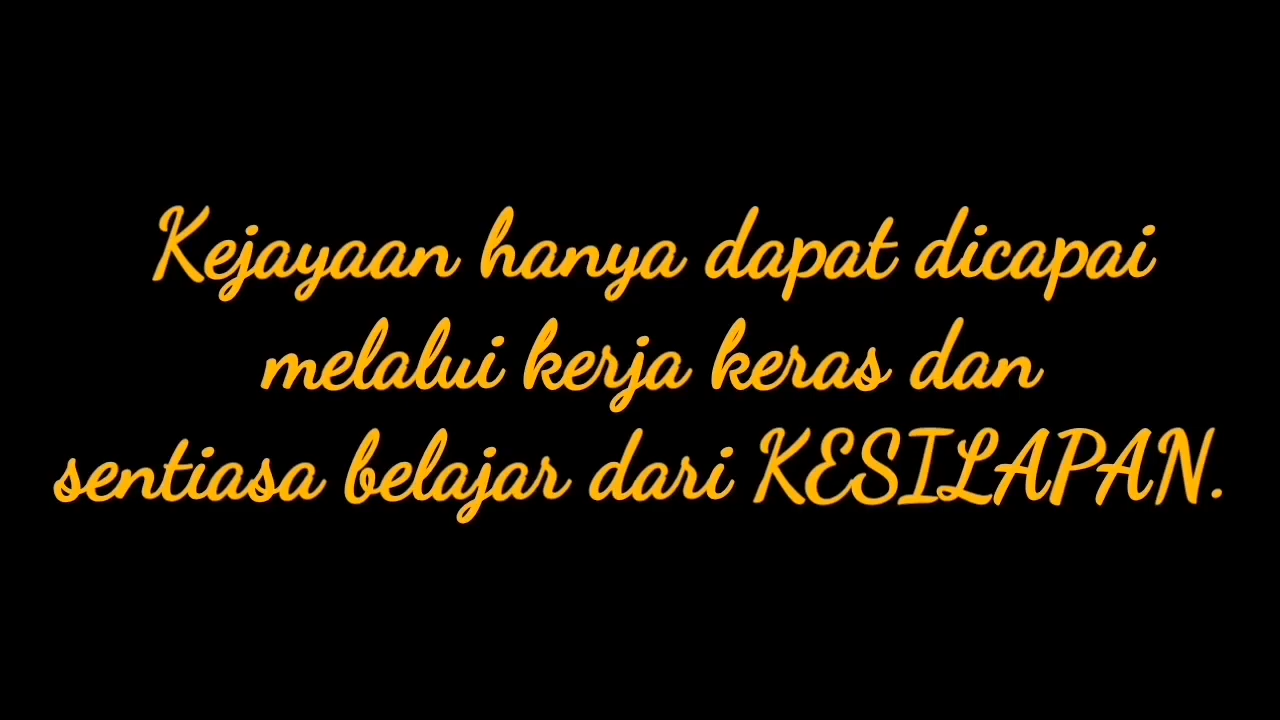 Kejayaan hanya dapat dicapai
melalui kerja keras dan
sentiasa belajar dari KESILAPAN.